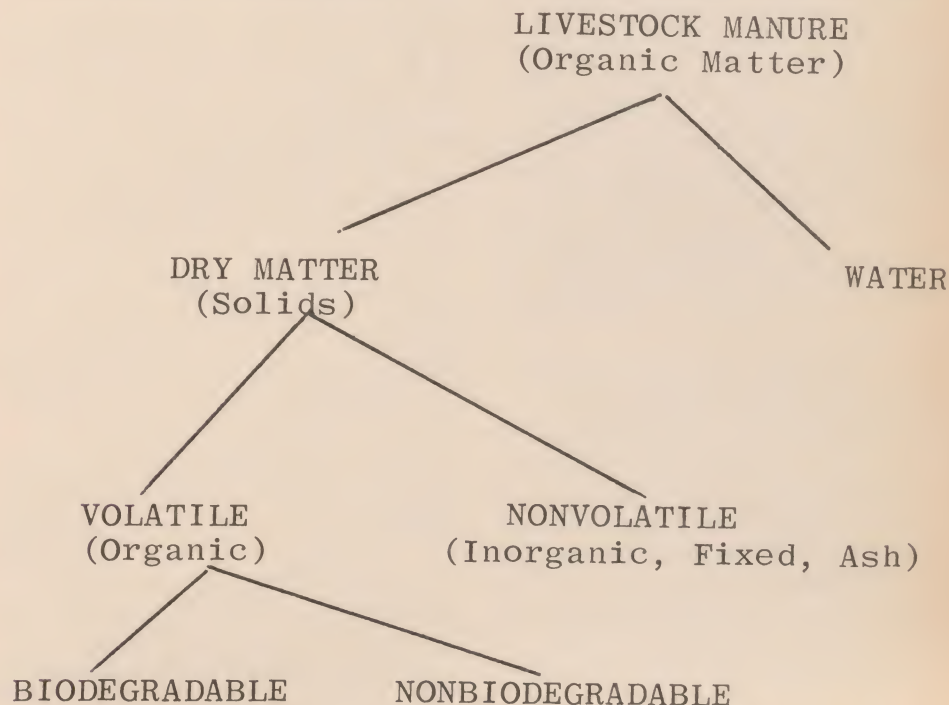 LIVESTOCK MANURE
(Organic Matter)
DRY MATTER
(Solids)
WATER
VOLATILE
(Organic)
NONVOLATILE
(Inorganic, Fixed, Ash)
BIODEGRADABLE
NONBIODEGRADABLE